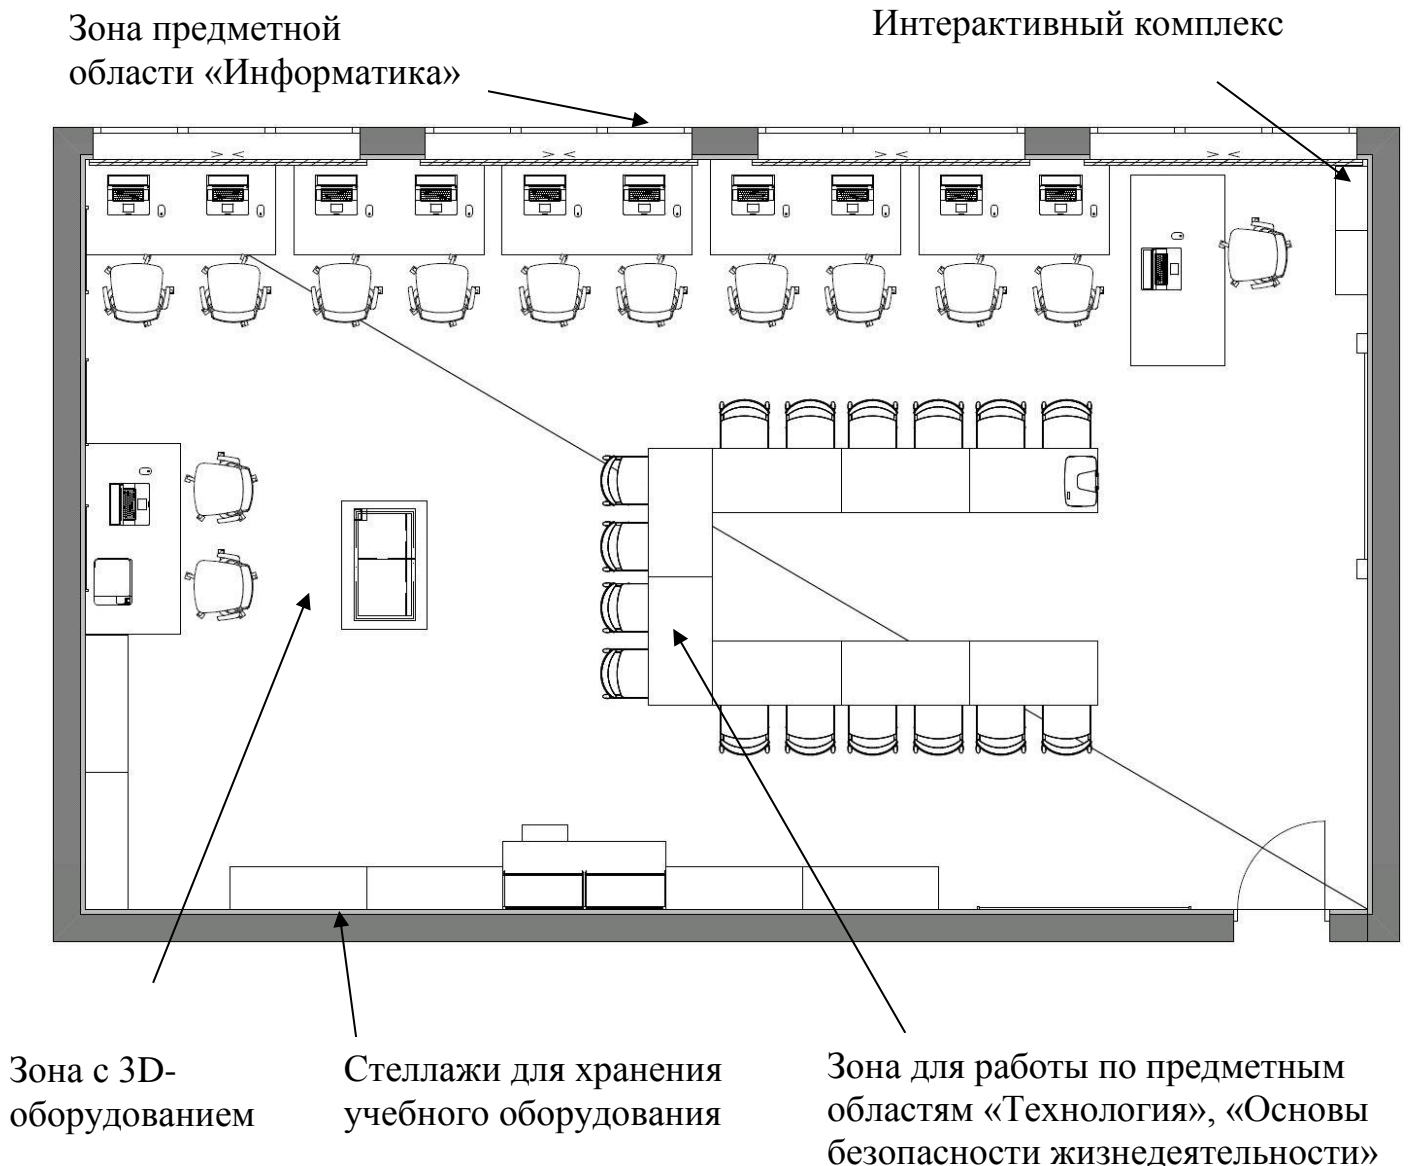 Зона предметной
области «Информатика»
Интерактивный комплекс
Зона с 3D-
оборудованием
Стеллажи для хранения
учебного оборудования
Зона для работы по предметным
областям «Технология», «Основы
безопасности жизнедеятельности»